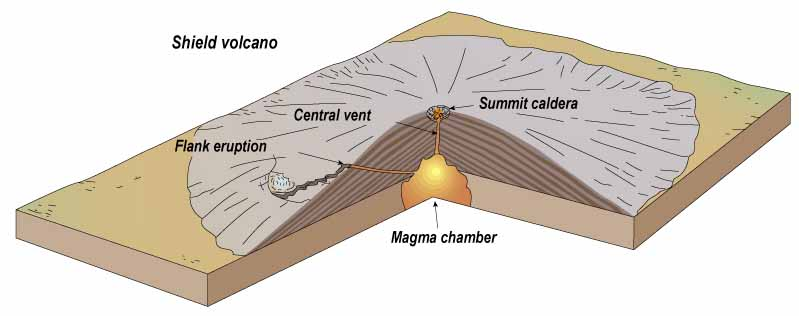 Shield volcano
Summit caldera
Central vent
Flank eruption
Magma chamber